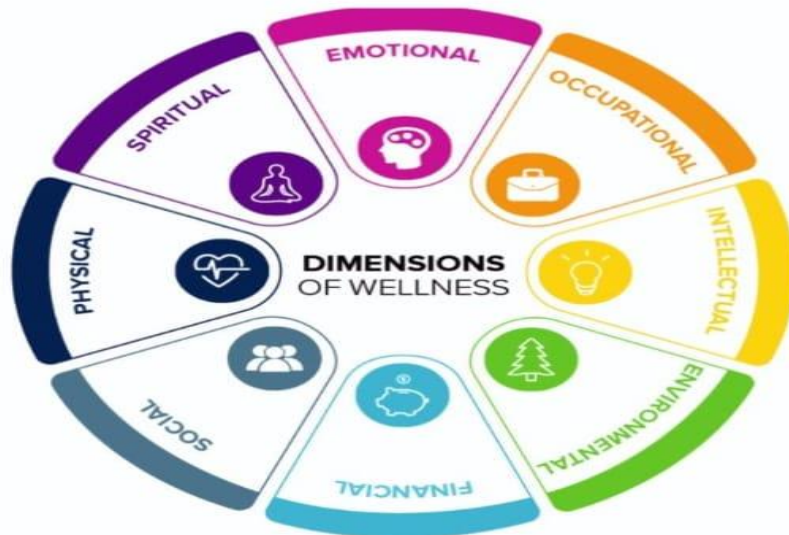 EMOTIONAL
OCCUPATIONAL
INTELLECTUAL
ENVIRONMENTAL
FINANCIAL
SOCIAL
PHYSICAL
SPIRITUAL
DIMENSIONS
OF WELLNESS